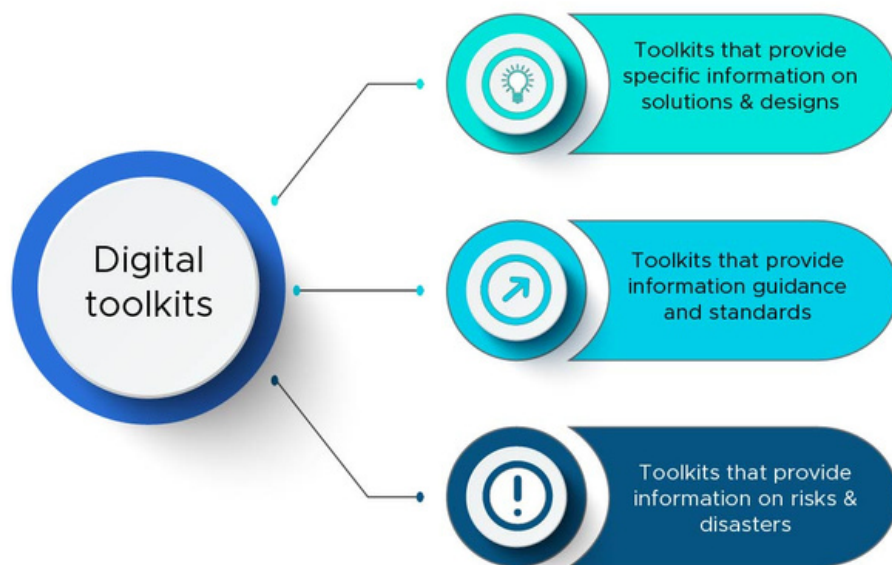 Toolkits that provide
specific information on
solutions & designs
Digital
toolkits
Toolkits that provide
information guidance
and standards
Toolkits that provide
information on risks &
disasters